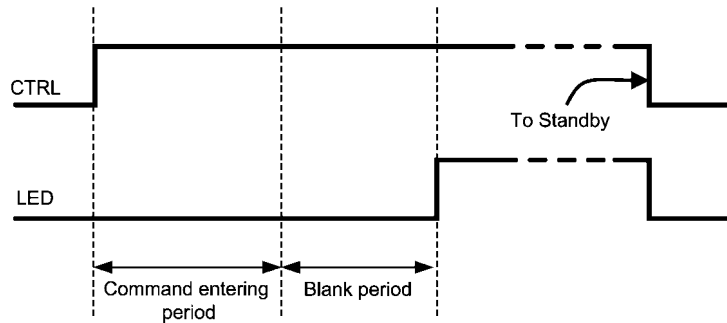 CTRL
To Standby
LED
Command entering
period
Blank period